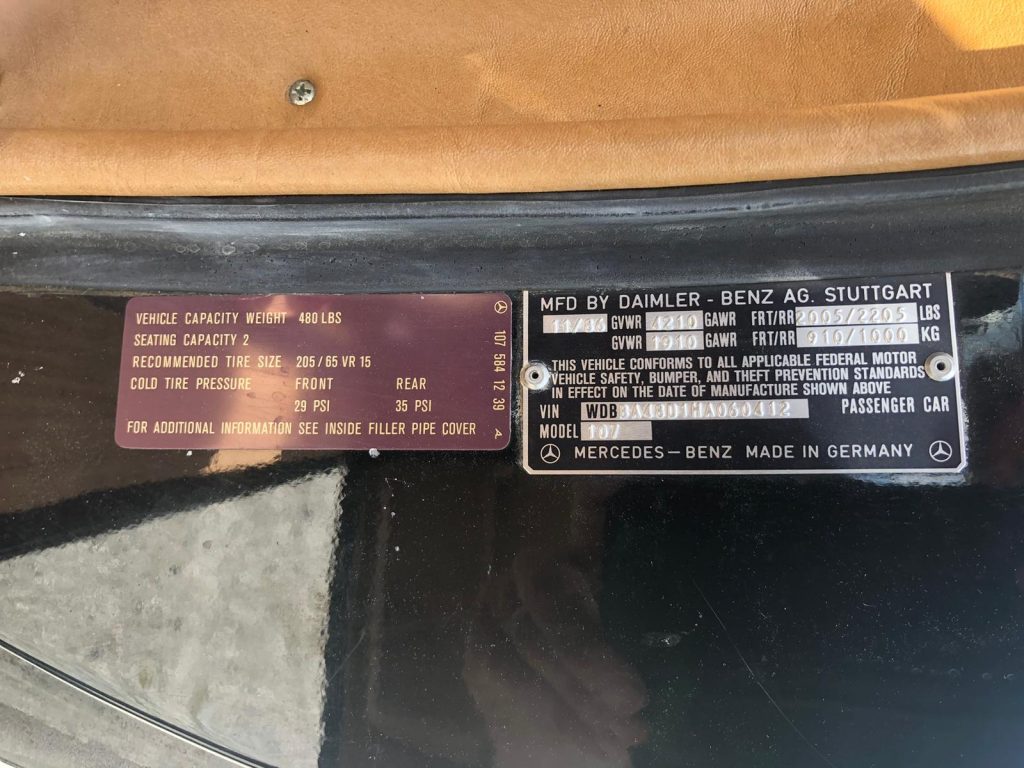 VEHICLE CAPACITY WEIGHT 480 LBS
SEATING CAPACITY 2
RECOMMENDED TIRE SIZE 205/65 VR 15
COLD TIRE PRESSURE FRONT REAR
29 PSI 35 PSI
FOR ADDITIONAL INFORMATION SEE INSIDE FILLER PIPE COVER
107 584 12 39 A
MFD BY DAIMLER-BENZ AG. STUTTGART
11/86 GVWR 4210 GAWR FRT/RR 2005/2205 LBS
GVWR 1910 GAWR FRT/RR 910/1000 KG
THIS VEHICLE CONFORMS TO ALL APPLICABLE FEDERAL MOTOR
VEHICLE SAFETY, BUMPER, AND THEFT PREVENTION STANDARDS
IN EFFECT ON THE DATE OF MANUFACTURE SHOWN ABOVE
VIN WDBBA48D1HA060412 PASSENGER CAR
MODEL 107
MERCEDES-BENZ MADE IN GERMANY